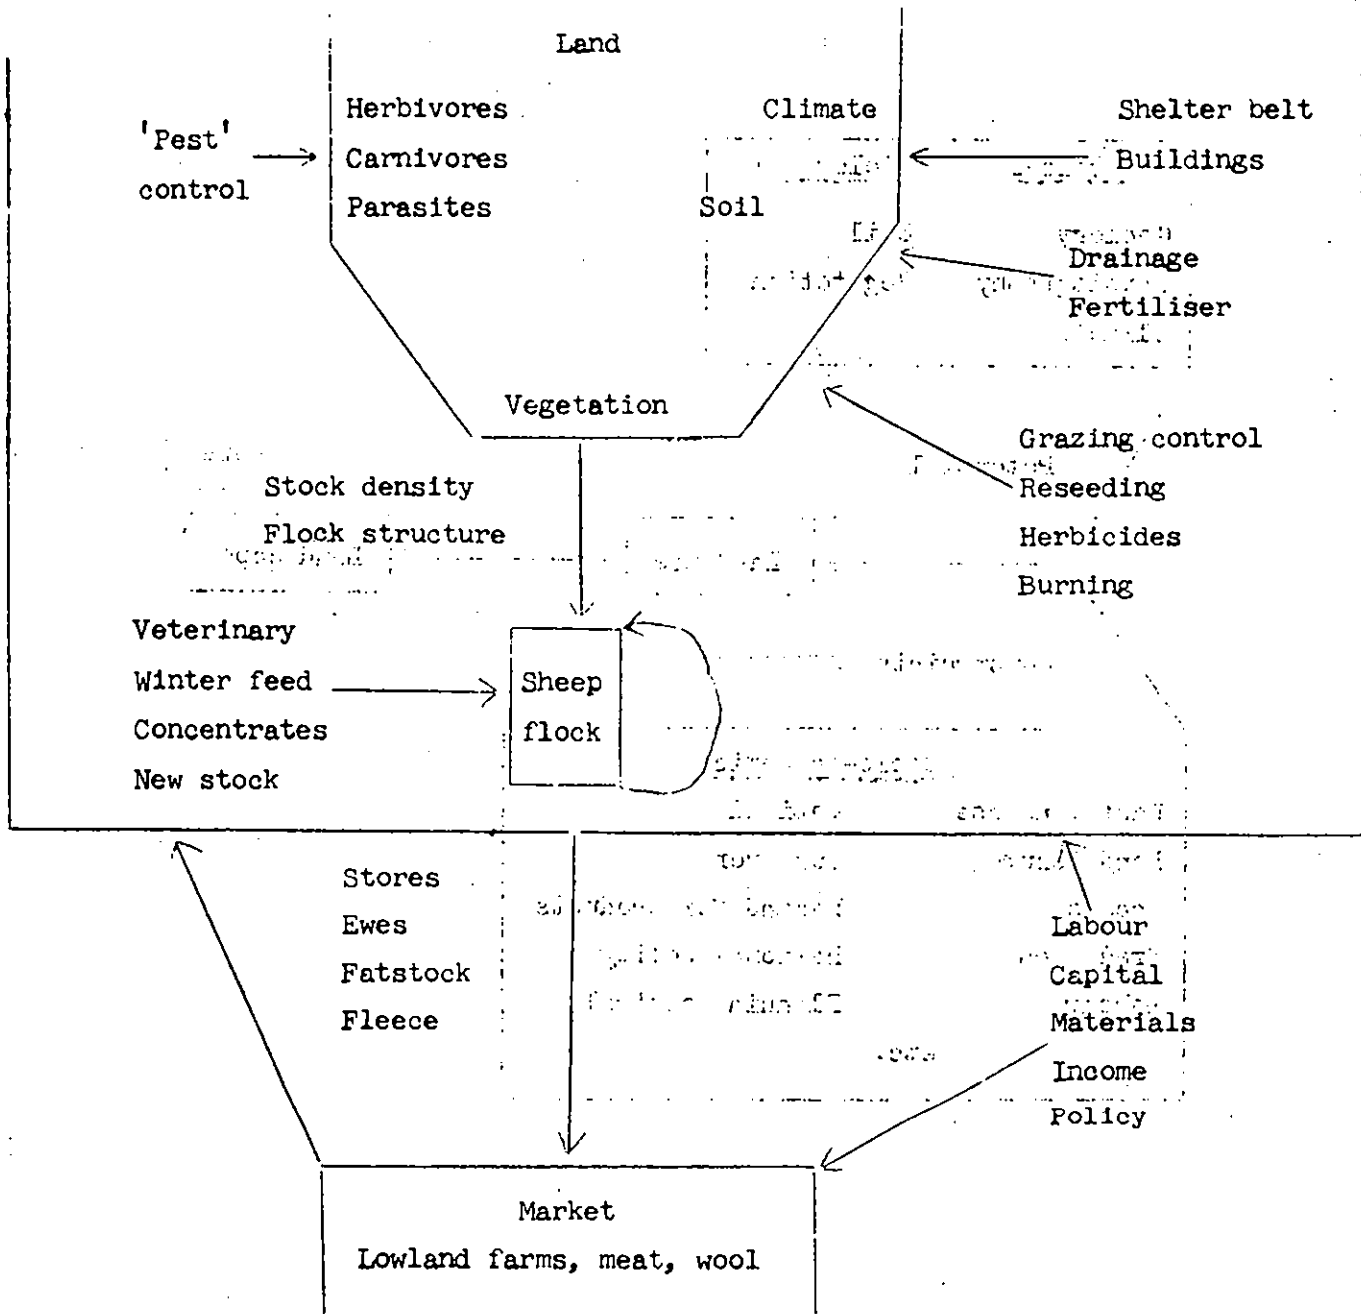 Land
Herbivores
Carnivores
Parasites
Climate
Soil
'Pest'
control
Shelter belt
Buildings
Drainage
Fertiliser
Vegetation
Grazing control
Reseeding
Herbicides
Burning
Stock density
Flock structure
Veterinary
Winter feed
Concentrates
New stock
Sheep
flock
Stores
Ewes
Fatstock
Fleece
Labour
Capital
Materials
Income
Policy
Market
Lowland farms, meat, wool